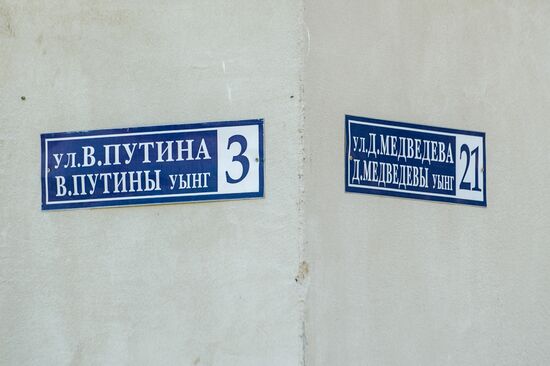 ул.В.ПУТИНА
В.ПУТИНЫ УЫНГ
3
ул.Д.МЕДВЕДЕВА
Д.МЕДВЕДЕВЫ УЫНГ
21